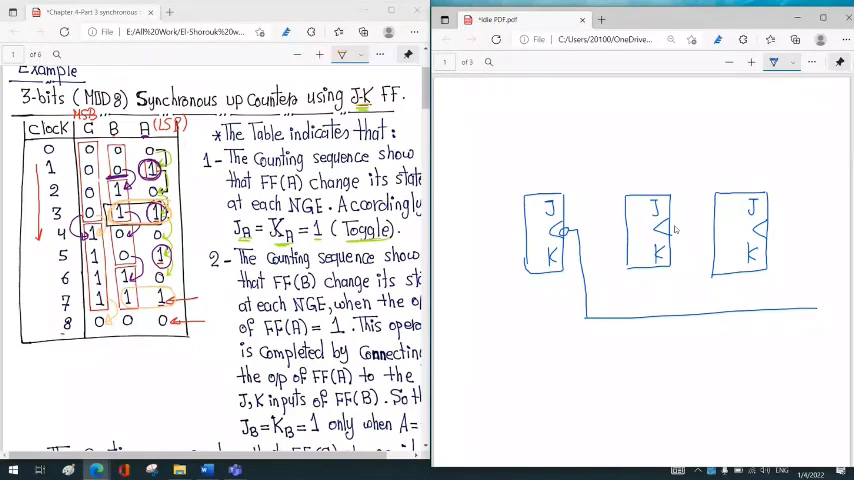 *Chapter 4-Part 3 synchronous
File
E:/All%20Work/El-Shorouk%20w...
1
of 6
Example
3-bits (MOD 8) Synchronous up Counters using J-K FF.
MSB
(LSB)
Clock C B A
0 0 0 0
1 0 0 1
2 0 1 0
3 0 1 1
4 1 0 0
5 1 0 1
6 1 1 0
7 1 1 1
8 0 0 0
*The Table indicates that:
1- The Counting sequence show
that FF(A) change its state
at each NGE. Accordingly
JA = KA = 1 (Toggle).
2- The Counting sequence show
that FF(B) change its state
at each NGE, when the o/p
of FF(A) = 1. This opera
is completed by Connecting
the o/p of FF(A) to the
J,K inputs of FF(B). So th
JB = KB = 1 only when A =
*Idle PDF.pdf
File
C:/Users/20100/OneDrive...
1
of 3
J
K
J
K
J
K
ENG
1/4/2022